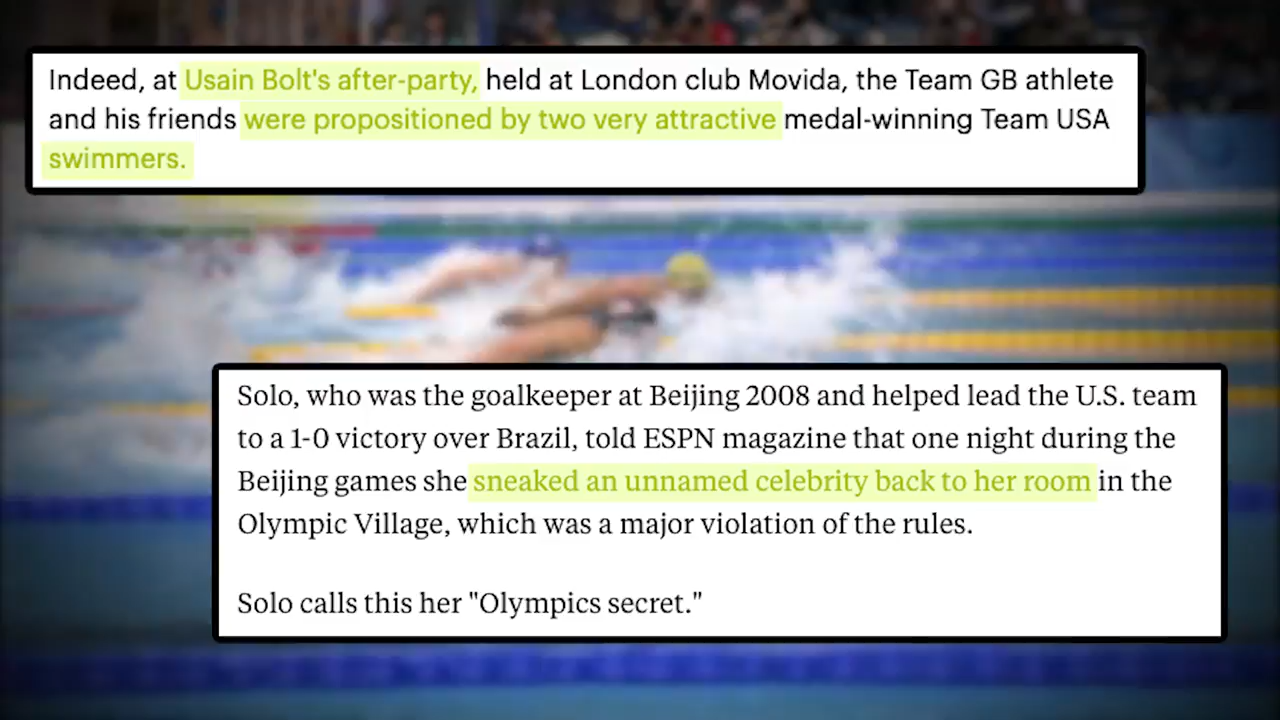 Indeed, at Usain Bolt's after-party, held at London club Movida, the Team GB athlete
and his friends were propositioned by two very attractive medal-winning Team USA
swimmers.
Solo, who was the goalkeeper at Beijing 2008 and helped lead the U.S. team
to a 1-0 victory over Brazil, told ESPN magazine that one night during the
Beijing games she sneaked an unnamed celebrity back to her room in the
Olympic Village, which was a major violation of the rules.
Solo calls this her "Olympics secret."